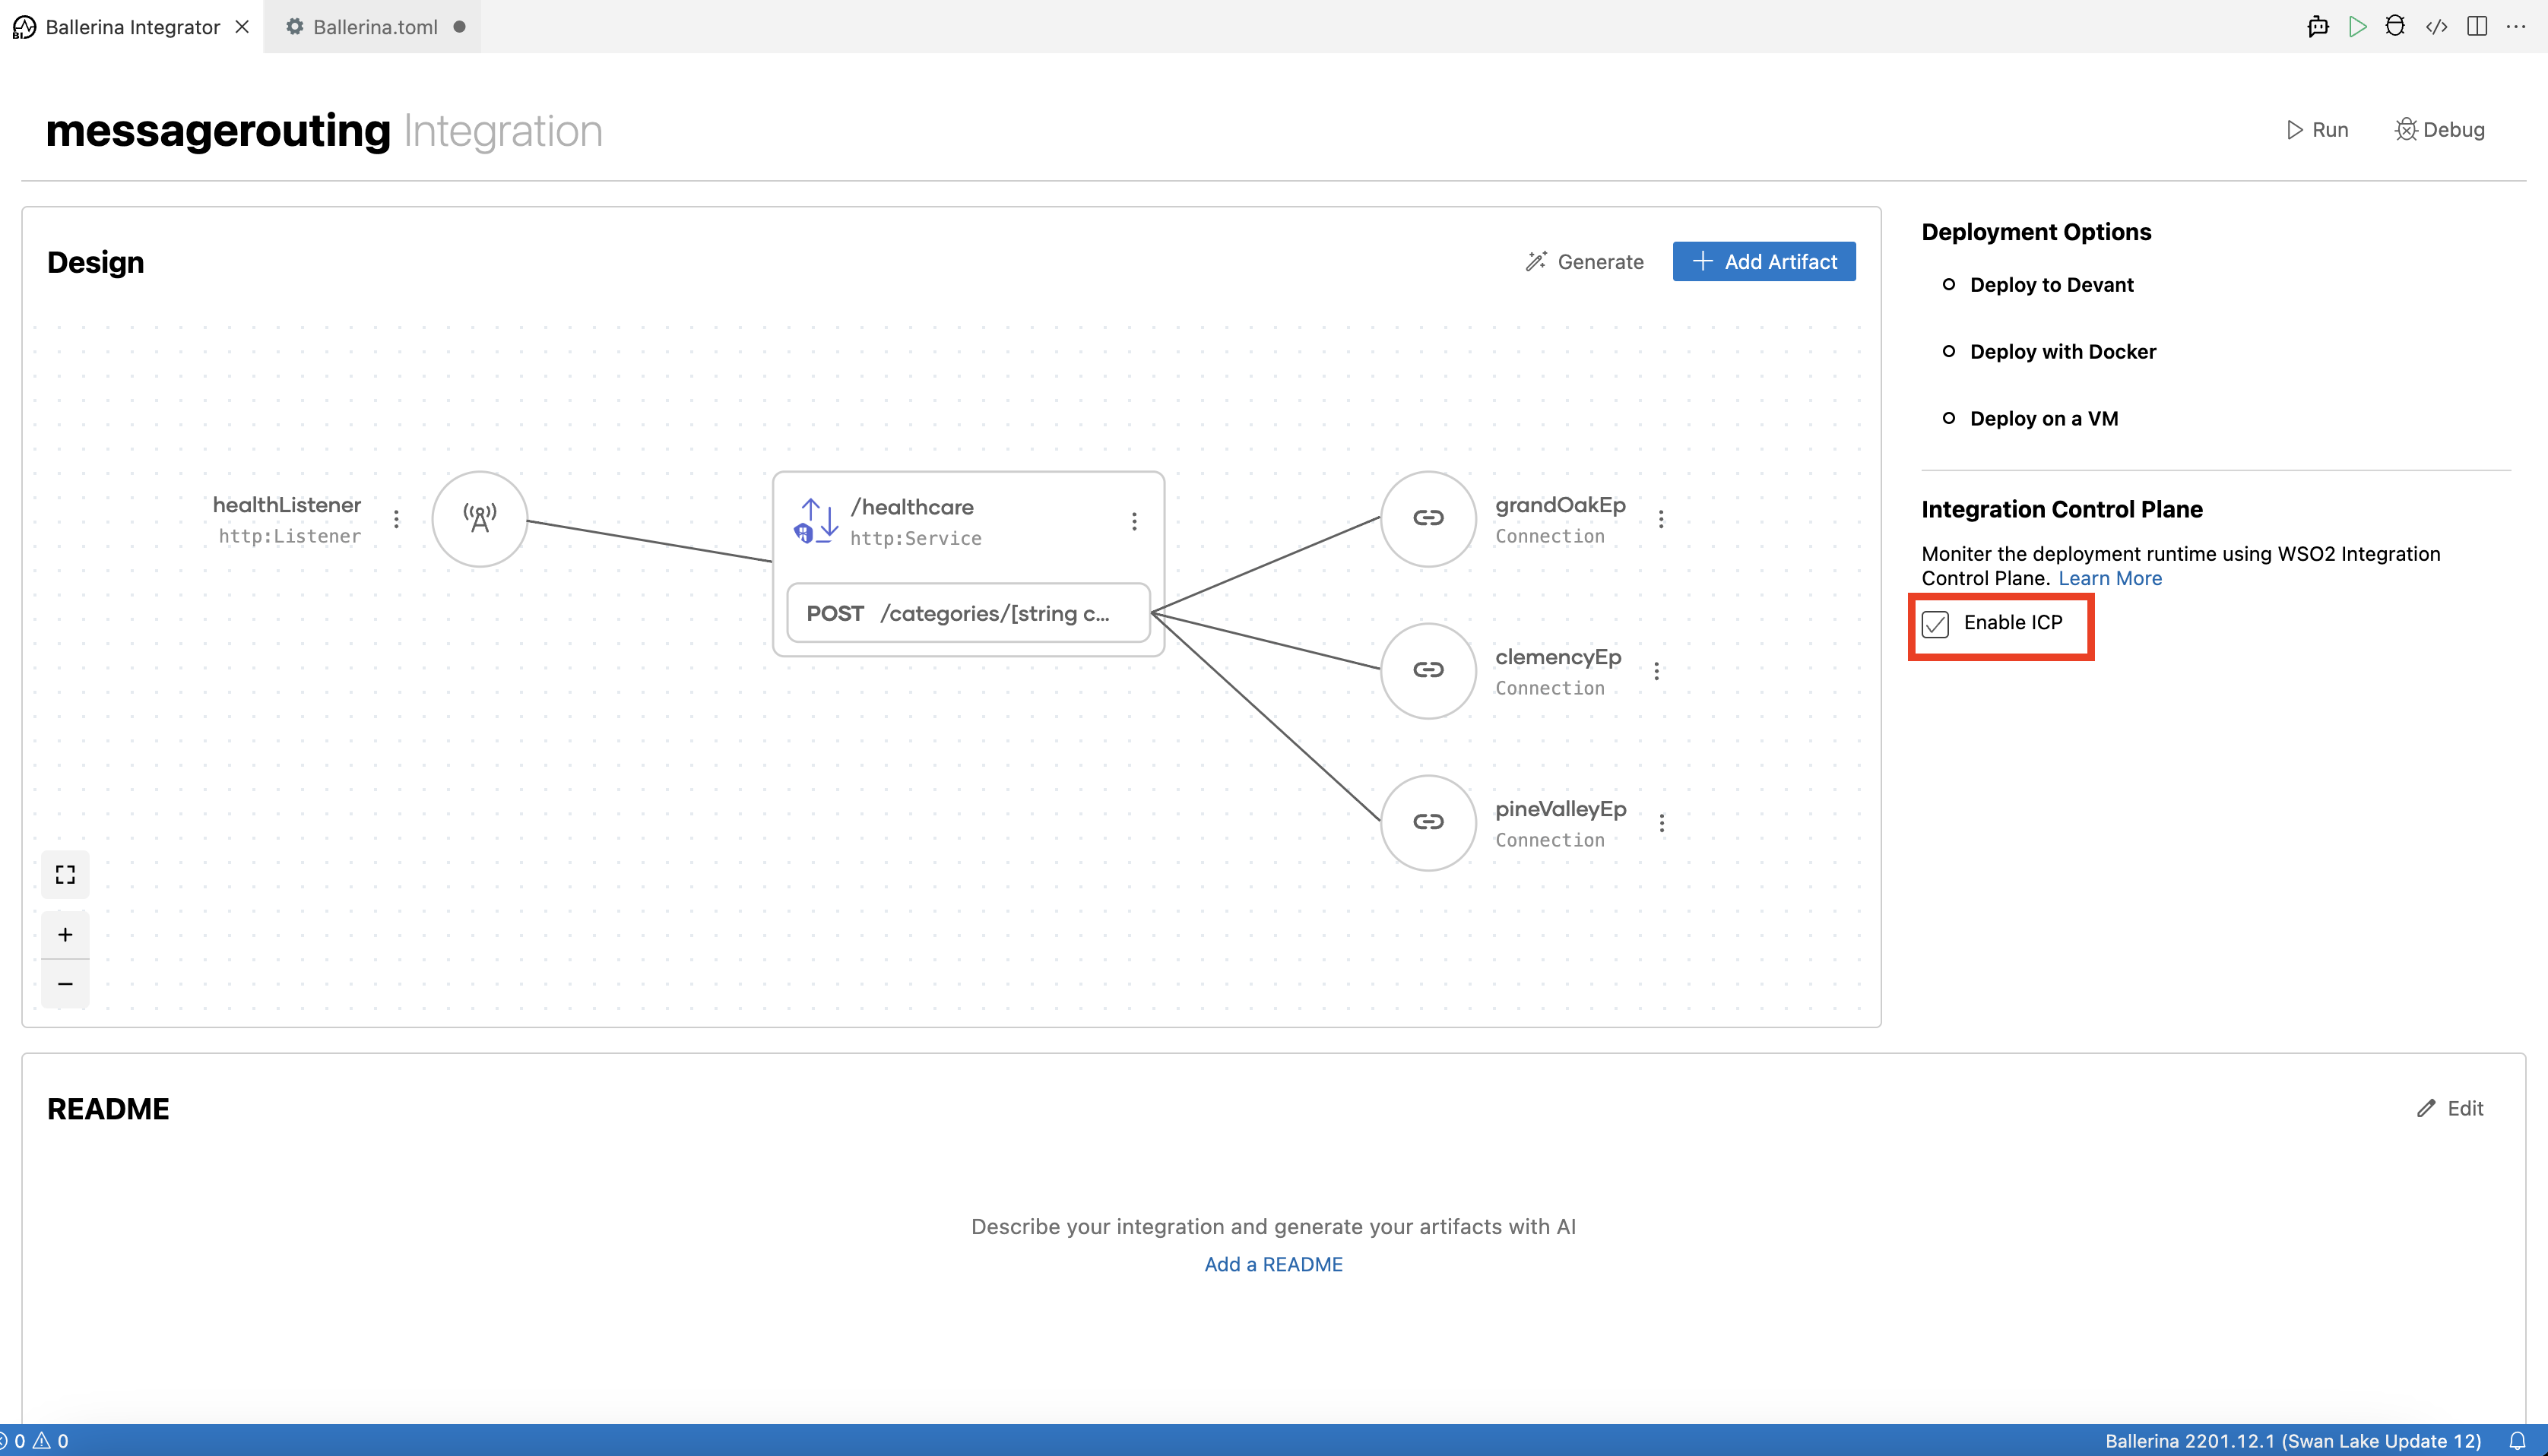 Ballerina Integrator
Ballerina.toml
messagerouting Integration
Run
Debug
Design
Generate
Add Artifact
healthListener
http:Listener
/healthcare
http:Service
POST /categories/[string c...
grandOakEp
Connection
clemencyEp
Connection
pineValleyEp
Connection
Deployment Options
Deploy to Devant
Deploy with Docker
Deploy on a VM
Integration Control Plane
Moniter the deployment runtime using WSO2 Integration
Control Plane. Learn More
Enable ICP
README
Edit
Describe your integration and generate your artifacts with AI
Add a README
0 0
Ballerina 2201.12.1 (Swan Lake Update 12)